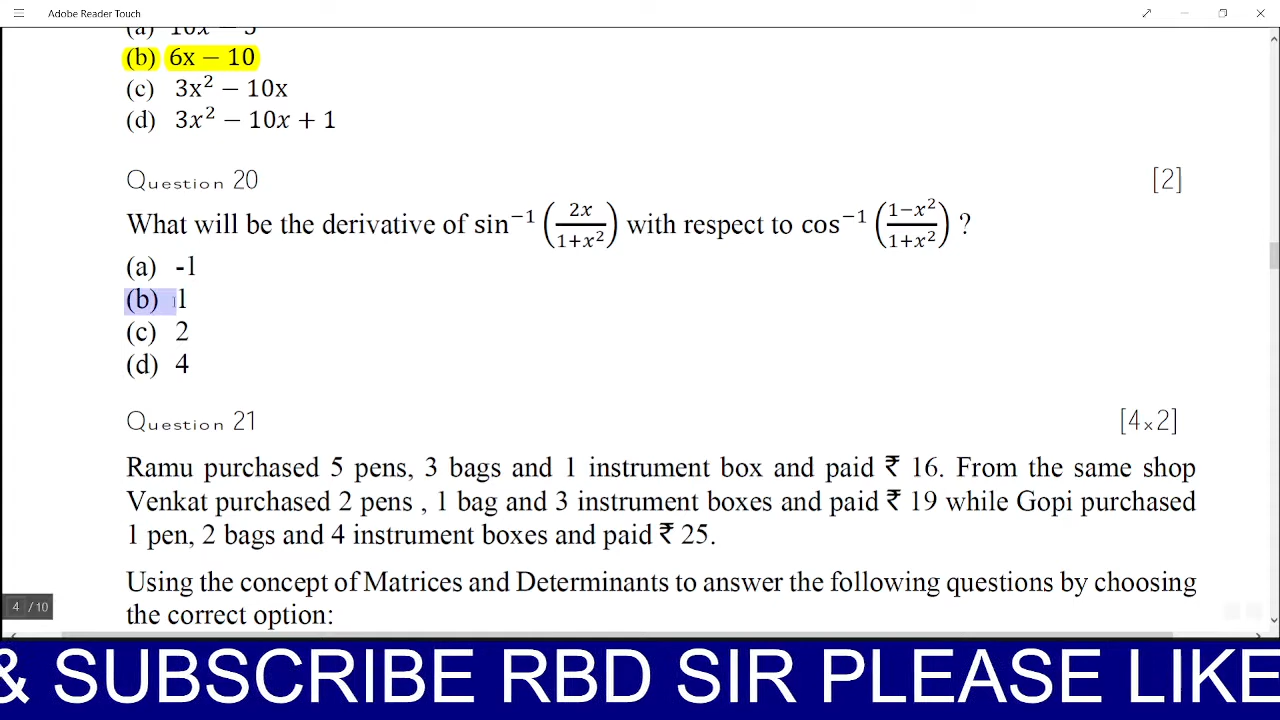 Adobe Reader Touch
(a) 10x − 5
(b) 6x − 10
(c) 3x² − 10x
(d) 3x² − 10x + 1
Question 20 [2]
What will be the derivative of sin⁻¹ (2x/1+x²) with respect to cos⁻¹ (1−x²/1+x²) ?
(a) -1
(b) 1
(c) 2
(d) 4
Question 21 [4x2]
Ramu purchased 5 pens, 3 bags and 1 instrument box and paid ₹ 16. From the same shop
Venkat purchased 2 pens , 1 bag and 3 instrument boxes and paid ₹ 19 while Gopi purchased
1 pen, 2 bags and 4 instrument boxes and paid ₹ 25.
Using the concept of Matrices and Determinants to answer the following questions by choosing
the correct option:
4 / 10
& SUBSCRIBE RBD SIR PLEASE LIKE